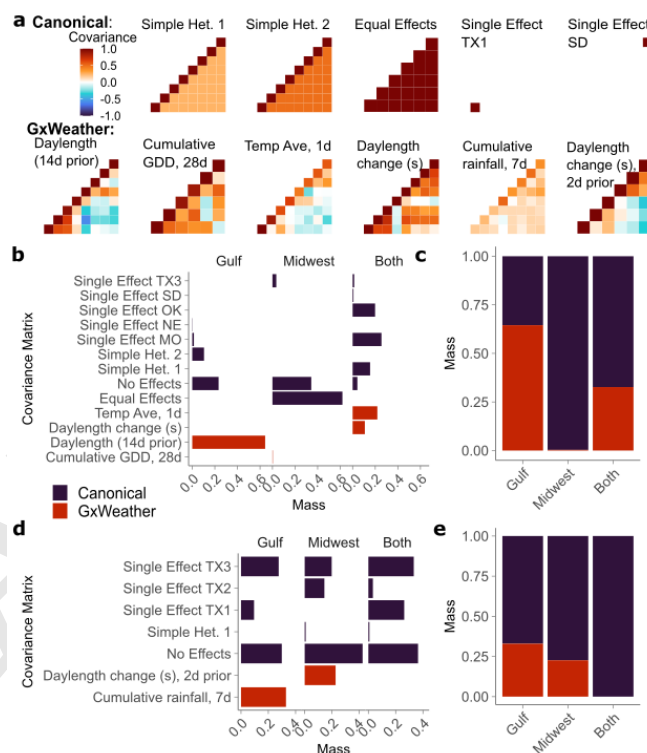 a Canonical: Simple Het. 1 Simple Het. 2 Equal Effects Single Effect TX1 Single Effect SD
Covariance
1.0
0.5
0.0
-0.5
-1.0
GxWeather:
Daylength (14d prior)
Cumulative GDD, 28d
Temp Ave, 1d
Daylength change (s)
Cumulative rainfall, 7d
Daylength change (s), 2d prior
b Gulf Midwest Both
Covariance Matrix
Single Effect TX3
Single Effect SD
Single Effect OK
Single Effect NE
Single Effect MO
Simple Het. 2
Simple Het. 1
No Effects
Equal Effects
Temp Ave, 1d
Daylength change (s)
Daylength (14d prior)
Cumulative GDD, 28d
0.0 0.2 0.4 0.6 0.0 0.2 0.4 0.6 0.0 0.2 0.4 0.6
Mass
Canonical
GxWeather
c
Mass
1.00
0.75
0.50
0.25
0.00
Gulf Midwest Both
d Gulf Midwest Both
Covariance Matrix
Single Effect TX3
Single Effect TX2
Single Effect TX1
Simple Het. 1
No Effects
Daylength change (s), 2d prior
Cumulative rainfall, 7d
0.0 0.2 0.4 0.0 0.2 0.4 0.0 0.2 0.4
Mass
e
Mass
1.00
0.75
0.50
0.25
0.00
Gulf Midwest Both